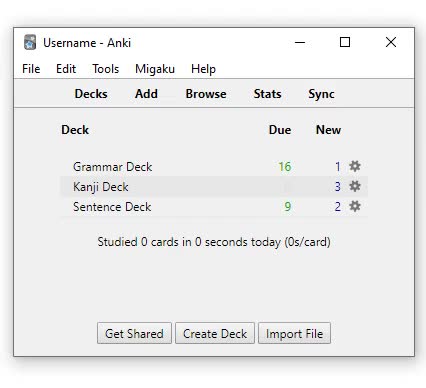 Username - Anki
File Edit Tools Migaku Help
Decks Add Browse Stats Sync
Deck Due New
Grammar Deck 16 1
Kanji Deck 3
Sentence Deck 9 2
Studied 0 cards in 0 seconds today (0s/card)
Get Shared Create Deck Import File